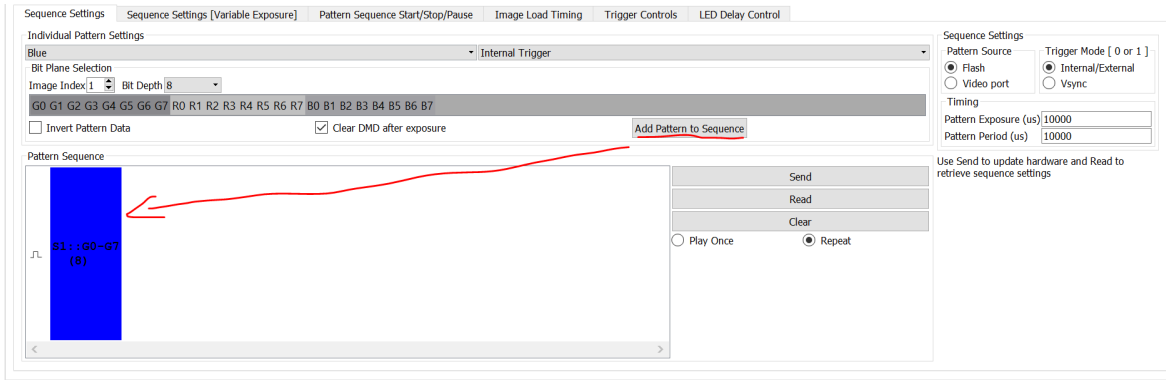 Sequence Settings Sequence Settings [Variable Exposure] Pattern Sequence Start/Stop/Pause Image Load Timing Trigger Controls LED Delay Control
Individual Pattern Settings
Blue Internal Trigger
Bit Plane Selection
Image Index 1 Bit Depth 8
G0 G1 G2 G3 G4 G5 G6 G7 R0 R1 R2 R3 R4 R5 R6 R7 B0 B1 B2 B3 B4 B5 B6 B7
Invert Pattern Data Clear DMD after exposure Add Pattern to Sequence
Pattern Sequence
S1::G0-G7
(8)
Send
Read
Clear
Play Once Repeat
Sequence Settings
Pattern Source Trigger Mode [ 0 or 1 ]
Flash Internal/External
Video port Vsync
Timing
Pattern Exposure (us) 10000
Pattern Period (us) 10000
Use Send to update hardware and Read to
retrieve sequence settings